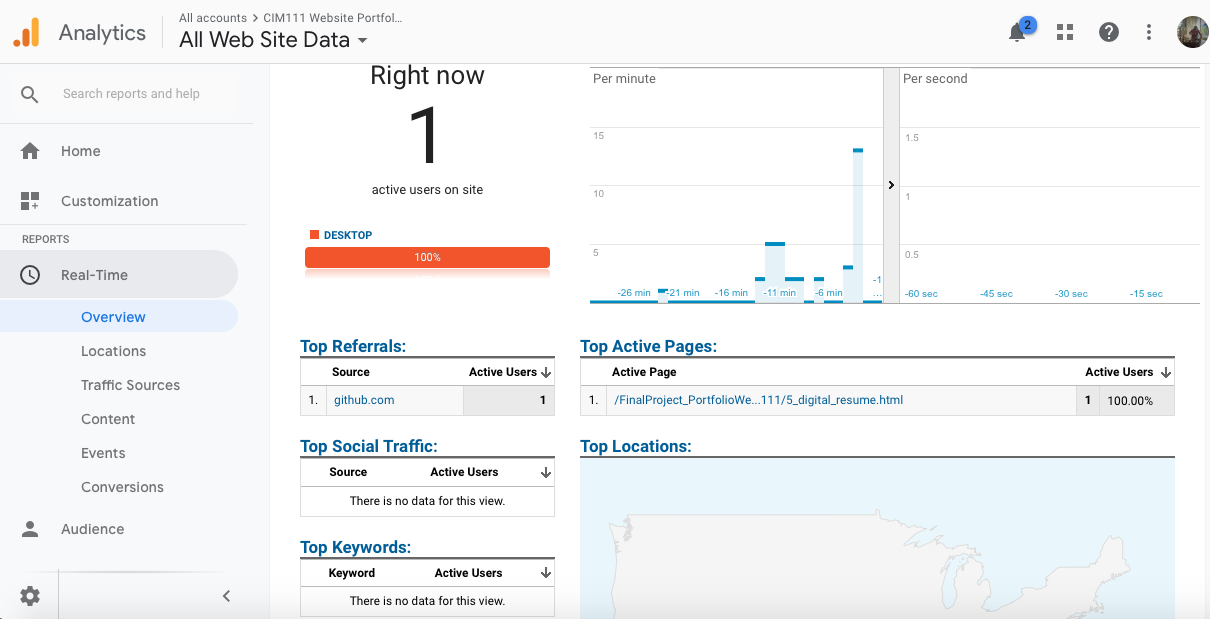 Analytics
All accounts > CIM111 Website Portfol...
All Web Site Data
2
Search reports and help
Home
Customization
REPORTS
Real-Time
Overview
Locations
Traffic Sources
Content
Events
Conversions
Audience
Right now
1
active users on site
DESKTOP
100%
Per minute
15
10
5
-26 min
-21 min
-16 min
-11 min
-6 min
-1
...
Per second
1.5
1
0.5
-60 sec
-45 sec
-30 sec
-15 sec
Top Referrals:
Source Active Users
1. github.com 1
Top Active Pages:
Active Page Active Users
1. /FinalProject_PortfolioWe...111/5_digital_resume.html 1 100.00%
Top Social Traffic:
Source Active Users
There is no data for this view.
Top Keywords:
Keyword Active Users
There is no data for this view.
Top Locations: